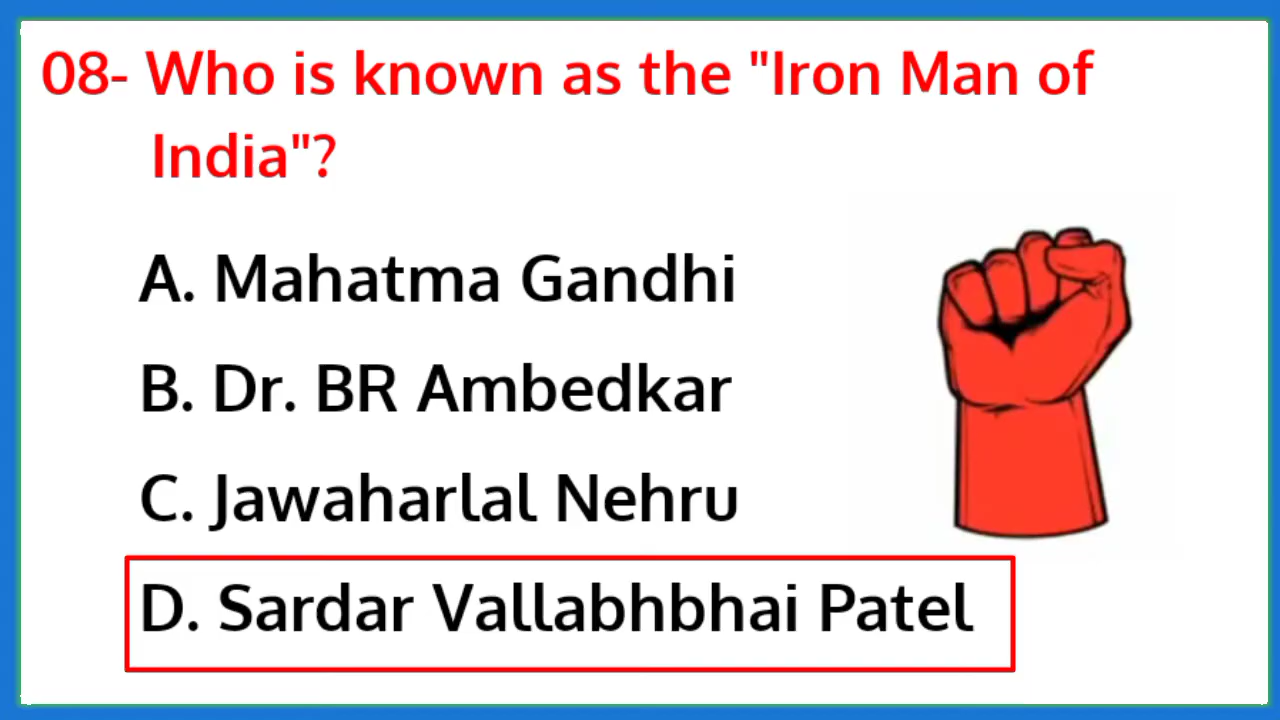 08- Who is known as the "Iron Man of
India"?
A. Mahatma Gandhi
B. Dr. BR Ambedkar
C. Jawaharlal Nehru
D. Sardar Vallabhbhai Patel